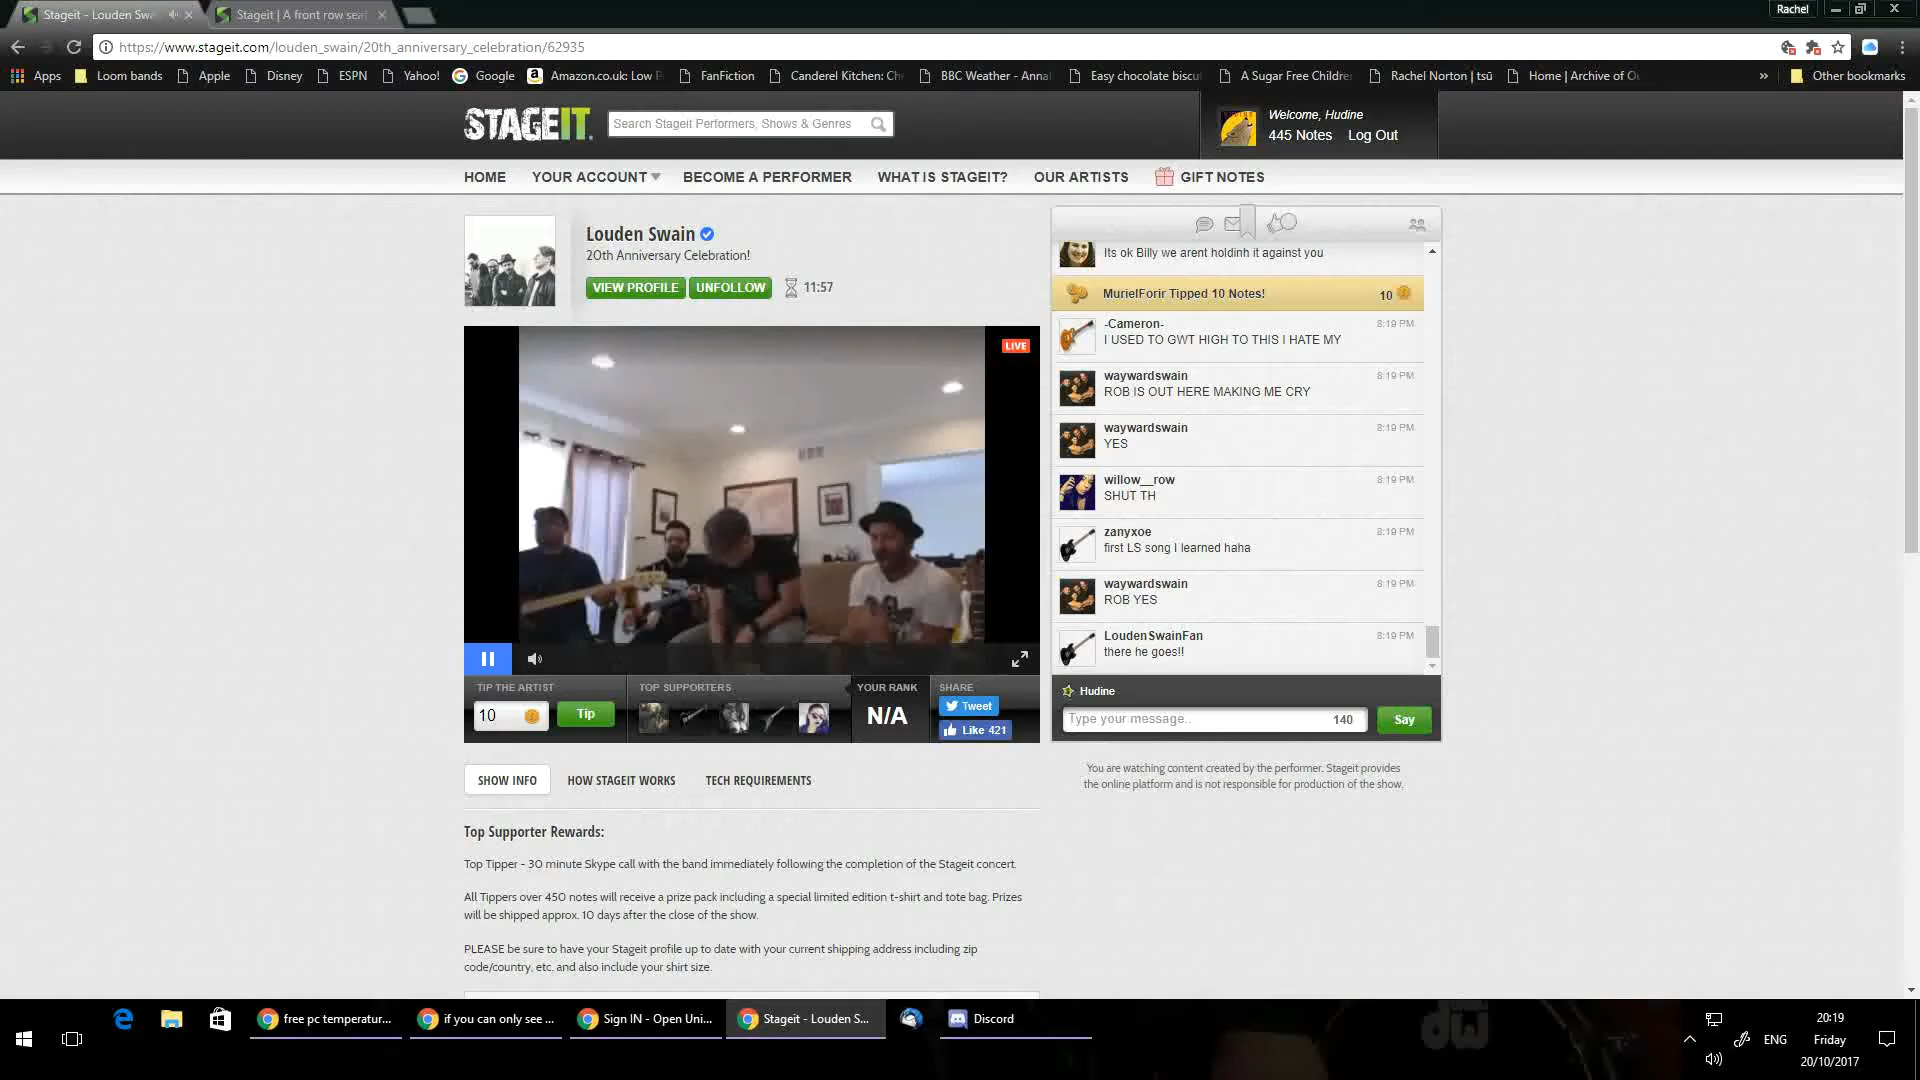 Stageit - Louden Swa
Stageit | A front row sea
Rachel
https://www.stageit.com/louden_swain/20th_anniversary_celebration/62935
Apps
Loom bands
Apple
Disney
ESPN
Yahoo!
Google
Amazon.co.uk: Low P
FanFiction
Canderel Kitchen: Ch
BBC Weather - Anna
Easy chocolate biscu
A Sugar Free Childre
Rachel Norton | tsū
Home | Archive of Ou
»
Other bookmarks
STAGEIT
Search Stageit Performers, Shows & Genres
Welcome, Hudine
445 Notes Log Out
HOME
YOUR ACCOUNT
BECOME A PERFORMER
WHAT IS STAGEIT?
OUR ARTISTS
GIFT NOTES
Louden Swain
20th Anniversary Celebration!
VIEW PROFILE
UNFOLLOW
11:57
LIVE
TIP THE ARTIST
10
Tip
TOP SUPPORTERS
YOUR RANK
N/A
SHARE
Tweet
Like 421
Its ok Billy we arent holdinh it against you
MurielForir Tipped 10 Notes! 10
-Cameron- 8:19 PM
I USED TO GWT HIGH TO THIS I HATE MY
waywardswain 8:19 PM
ROB IS OUT HERE MAKING ME CRY
waywardswain 8:19 PM
YES
willow__row 8:19 PM
SHUT TH
zanyxoe 8:19 PM
first LS song I learned haha
waywardswain 8:19 PM
ROB YES
LoudenSwainFan 8:19 PM
there he goes!!
Hudine
Type your message.. 140
Say
You are watching content created by the performer. Stageit provides
the online platform and is not responsible for production of the show.
SHOW INFO
HOW STAGEIT WORKS
TECH REQUIREMENTS
Top Supporter Rewards:
Top Tipper - 30 minute Skype call with the band immediately following the completion of the Stageit concert.
All Tippers over 450 notes will receive a prize pack including a special limited edition t-shirt and tote bag. Prizes
will be shipped approx. 10 days after the close of the show.
PLEASE be sure to have your Stageit profile up to date with your current shipping address including zip
code/country, etc. and also include your shirt size.
free pc temperatur...
if you can only see ...
Sign IN - Open Uni...
Stageit - Louden S...
Discord
dw
ENG
20:19
Friday
20/10/2017